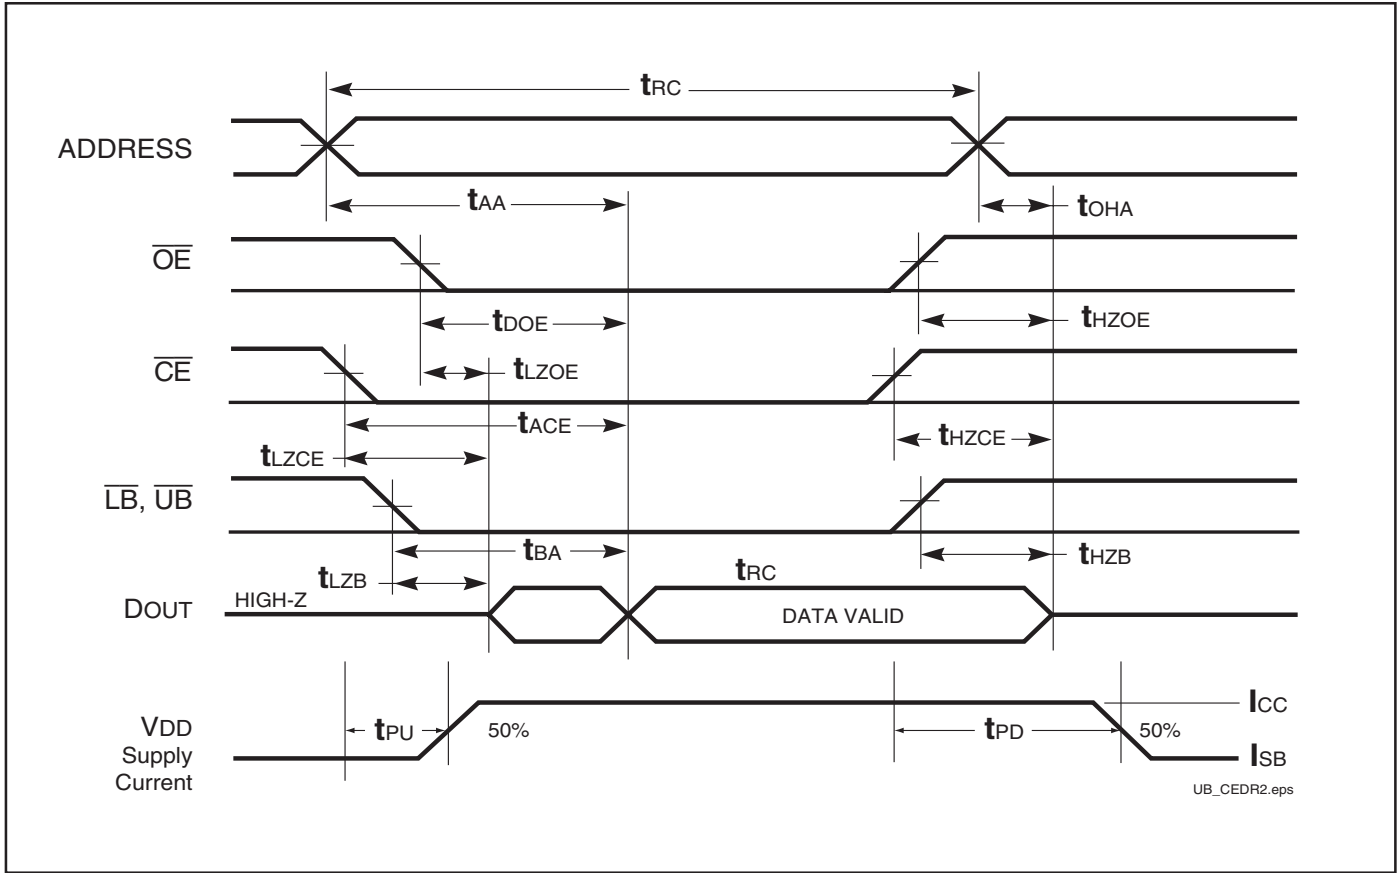 tRC
ADDRESS
tAA
tOHA
OE
tDOE
tHZOE
CE
tLZOE
tACE
tHZCE
tLZCE
LB, UB
tBA
tHZB
tLZB
tRC
DOUT
HIGH-Z
DATA VALID
VDD
Supply
Current
tPU
50%
tPD
50%
ICC
ISB
UB_CEDR2.eps